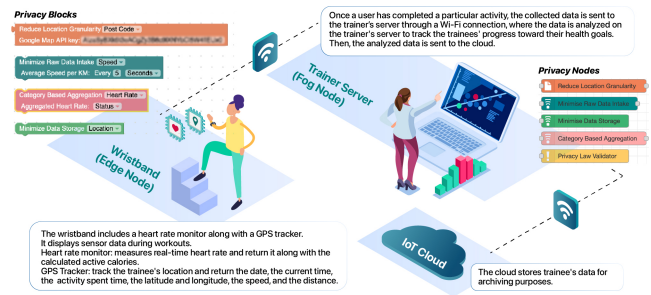 Privacy Blocks
Reduce Location Granularity Post Code
Google Map API key:
Minimize Raw Data Intake Speed
Average Speed per KM: Every 5 Seconds
Category Based Aggregation Heart Rate
Aggregated Heart Rate: Status
Minimize Data Storage Location
Wristband
(Edge Node)
Once a user has completed a particular activity, the collected data is sent to
the trainer's server through a Wi-Fi connection, where the data is analyzed on
the trainer's server to track the trainees' progress toward their health goals.
Then, the analyzed data is sent to the cloud.
Trainer Server
(Fog Node)
Privacy Nodes
Reduce Location Granularity
Minimise Raw Data Intake
Minimise Data Storage
Category Based Aggregation
Privacy Law Validator
The wristband includes a heart rate monitor along with a GPS tracker.
It displays sensor data during workouts.
Heart rate monitor: measures real-time heart rate and return it along with the
calculated active calories.
GPS Tracker: track the trainee's location and return the date, the current time,
the activity spent time, the latitude and longitude, the speed, and the distance.
IoT Cloud
The cloud stores trainee's data for
archiving purposes.